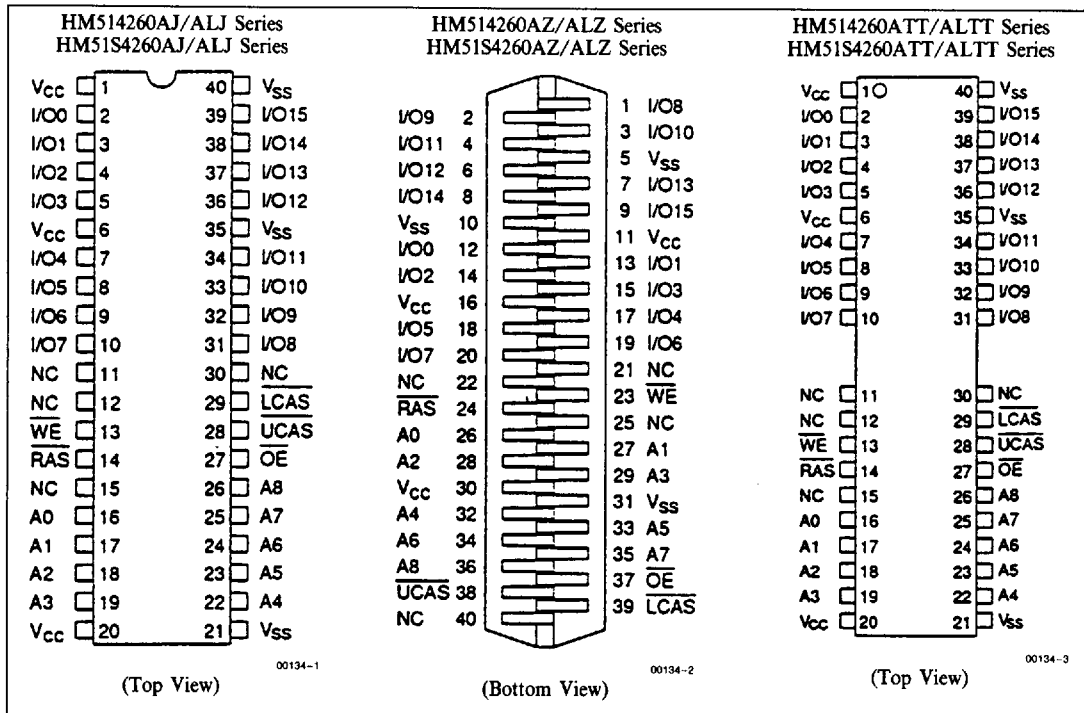 HM514260AJ/ALJ Series
HM51S4260AJ/ALJ Series
VCC 1 40 VSS
I/O0 2 39 I/O15
I/O1 3 38 I/O14
I/O2 4 37 I/O13
I/O3 5 36 I/O12
VCC 6 35 VSS
I/O4 7 34 I/O11
I/O5 8 33 I/O10
I/O6 9 32 I/O9
I/O7 10 31 I/O8
NC 11 30 NC
NC 12 29 LCAS
WE 13 28 UCAS
RAS 14 27 OE
NC 15 26 A8
A0 16 25 A7
A1 17 24 A6
A2 18 23 A5
A3 19 22 A4
VCC 20 21 VSS
00134-1
(Top View)
HM514260AZ/ALZ Series
HM51S4260AZ/ALZ Series
1 I/O8
I/O9 2
3 I/O10
I/O11 4
5 VSS
I/O12 6
7 I/O13
I/O14 8
9 I/O15
VSS 10
11 VCC
I/O0 12
13 I/O1
I/O2 14
15 I/O3
VCC 16
17 I/O4
I/O5 18
19 I/O6
I/O7 20
21 NC
NC 22
23 WE
RAS 24
25 NC
A0 26
27 A1
A2 28
29 A3
VCC 30
31 VSS
A4 32
33 A5
A6 34
35 A7
A8 36
37 OE
UCAS 38
39 LCAS
NC 40
00134-2
(Bottom View)
HM514260ATT/ALTT Series
HM51S4260ATT/ALTT Series
VCC 1 40 VSS
I/O0 2 39 I/O15
I/O1 3 38 I/O14
I/O2 4 37 I/O13
I/O3 5 36 I/O12
VCC 6 35 VSS
I/O4 7 34 I/O11
I/O5 8 33 I/O10
I/O6 9 32 I/O9
I/O7 10 31 I/O8
NC 11 30 NC
NC 12 29 LCAS
WE 13 28 UCAS
RAS 14 27 OE
NC 15 26 A8
A0 16 25 A7
A1 17 24 A6
A2 18 23 A5
A3 19 22 A4
VCC 20 21 VSS
00134-3
(Top View)